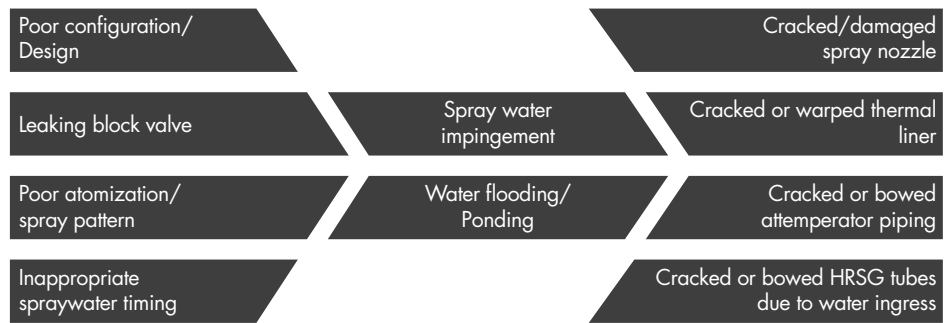 Poor configuration/
Design
Cracked/damaged
spray nozzle
Leaking block valve
Spray water
impingement
Cracked or warped thermal
liner
Poor atomization/
spray pattern
Water flooding/
Ponding
Cracked or bowed
attemperator piping
Inappropriate
spraywater timing
Cracked or bowed HRSG tubes
due to water ingress